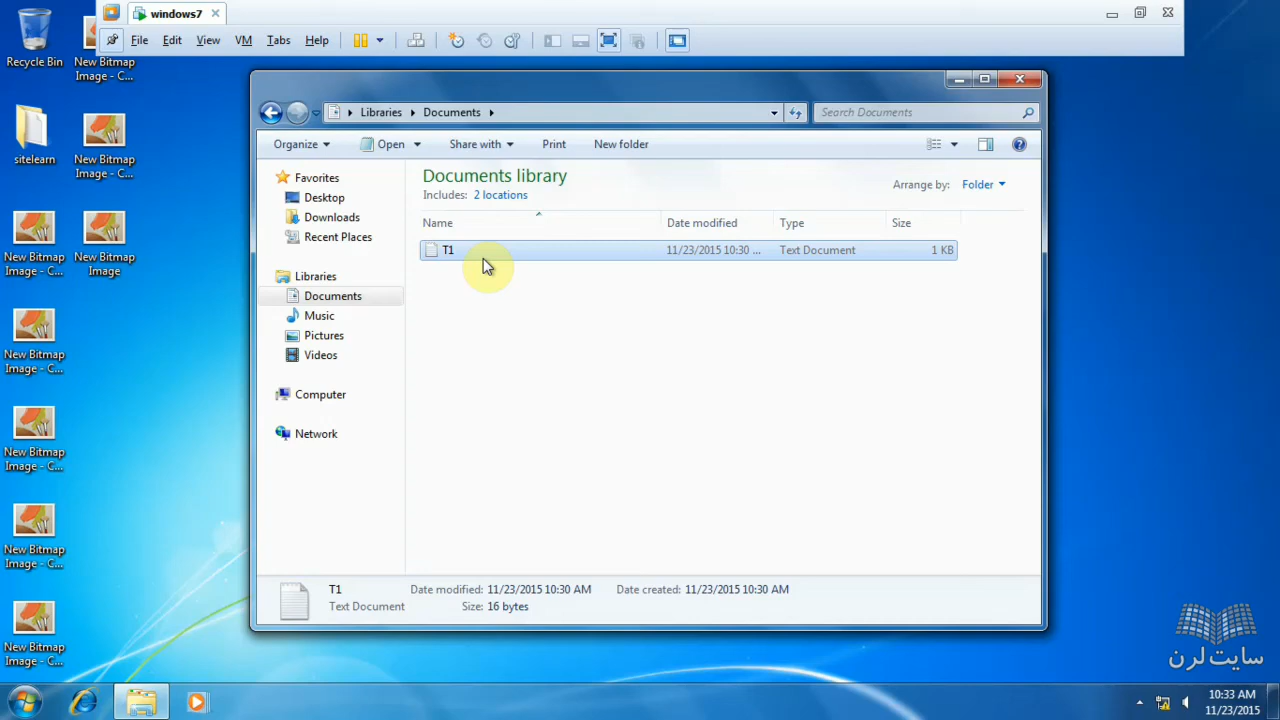 windows7
File Edit View VM Tabs Help
Recycle Bin
New Bitmap
Image - C...
sitelearn
New Bitmap
Image - C...
New Bitmap
Image - C...
New Bitmap
Image
New Bitmap
Image - C...
New Bitmap
Image - C...
New Bitmap
Image - C...
New Bitmap
Image - C...
Libraries Documents
Search Documents
Organize Open Share with Print New folder
Favorites
Desktop
Downloads
Recent Places
Libraries
Documents
Music
Pictures
Videos
Computer
Network
Documents library
Includes: 2 locations
Arrange by: Folder
Name Date modified Type Size
T1 11/23/2015 10:30 ... Text Document 1 KB
T1 Date modified: 11/23/2015 10:30 AM Date created: 11/23/2015 10:30 AM
Text Document Size: 16 bytes
سایت لرن
10:33 AM
11/23/2015